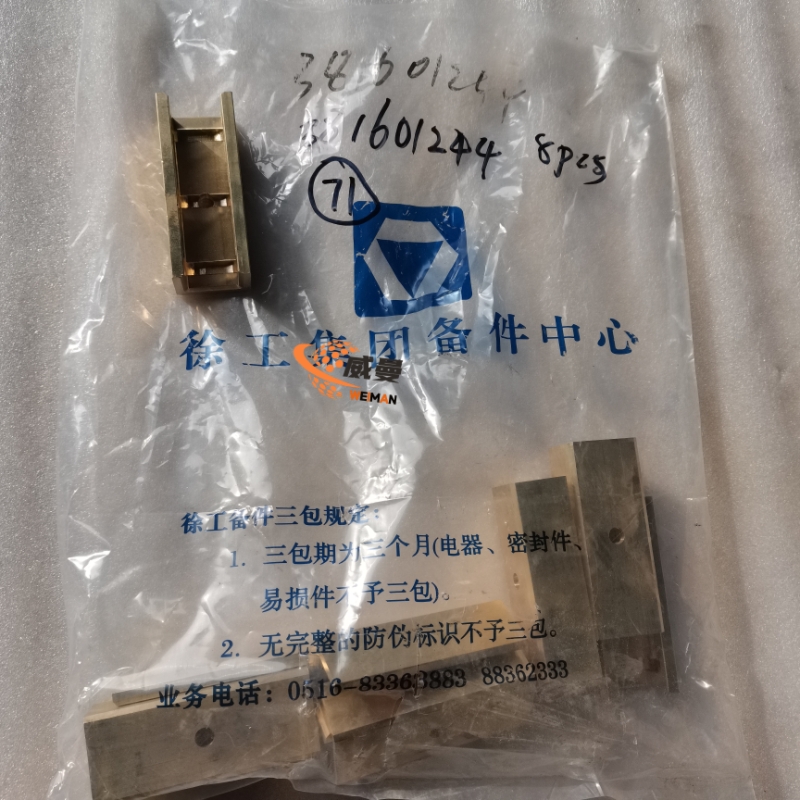 381601244
1601244 8pcs
71
徐工集团备件中心
威曼
WEMAN
徐工备件三包规定：
1. 三包期为三个月(电器、密封件、
易损件不予三包)。
2. 无完整的防伪标识不予三包。
业务电话：0516-83363883 88362333